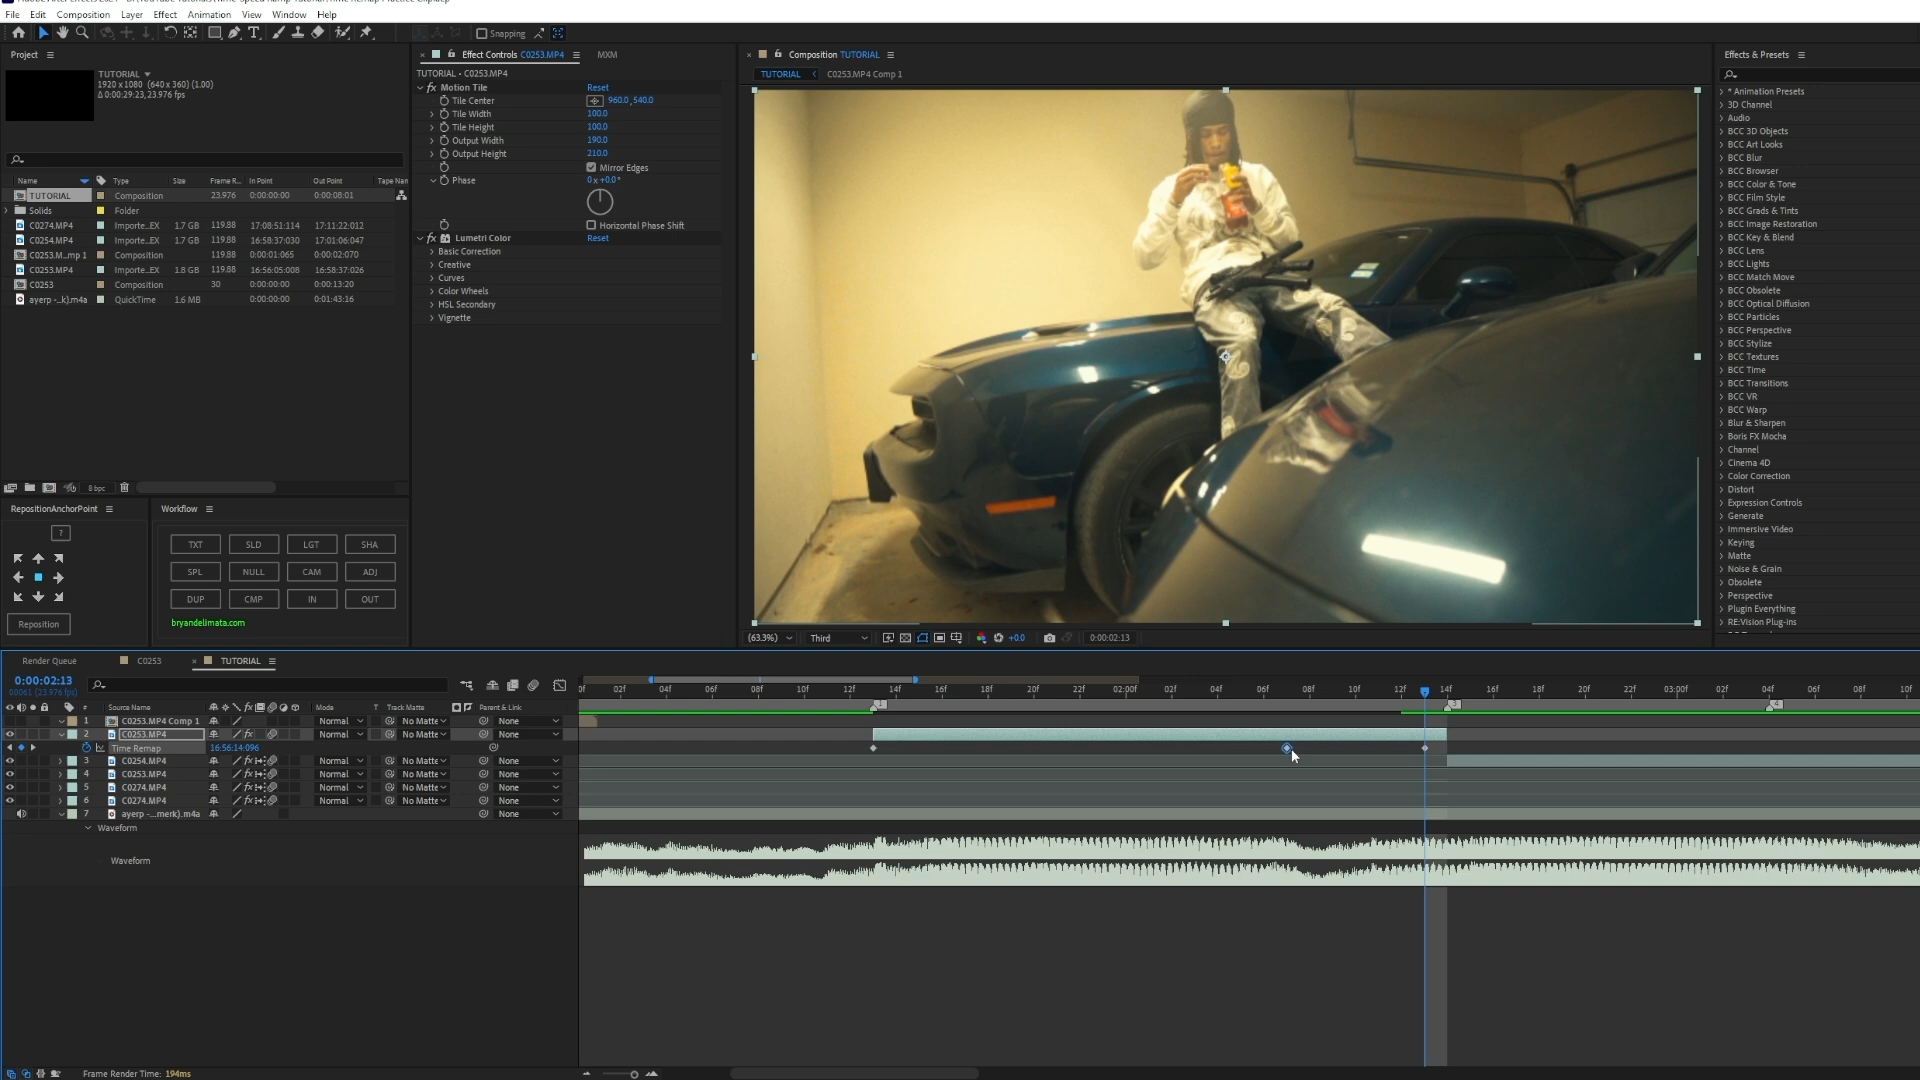 File Edit Composition Layer Effect Animation View Window Help
Snapping
Project
TUTORIAL
1920 x 1080 (640 x 360) (1.00)
Δ 0:00:29:23, 23.976 fps
Name Type Size Frame R... In Point Out Point Tape Nan
TUTORIAL Composition 23.976 0:00:00:00 0:00:08:01
Solids Folder
C0274.MP4 Importe...EX 1.7 GB 119.88 17:08:51:114 17:11:22:012
C0254.MP4 Importe...EX 1.7 GB 119.88 16:58:37:030 17:01:06:047
C0253.M...mp 1 Composition 119.88 0:00:01:065 0:00:02:070
C0253.MP4 Importe...EX 1.8 GB 119.88 16:56:05:008 16:58:37:026
C0253 Composition 30 0:00:00:00 0:00:13:20
ayerp -...k).m4a QuickTime 1.6 MB 0:00:00:00 0:01:43:16
8 bpc
RepositionAnchorPoint
?
Reposition
Workflow
TXT SLD LGT SHA
SPL NULL CAM ADJ
DUP CMP IN OUT
bryandelimata.com
Effect Controls C0253.MP4 MXM
TUTORIAL • C0253.MP4
fx Motion Tile Reset
Tile Center 960.0, 540.0
Tile Width 100.0
Tile Height 100.0
Output Width 190.0
Output Height 210.0
Mirror Edges
Phase 0 x +0.0°
Horizontal Phase Shift
fx Lumetri Color Reset
Basic Correction
Creative
Curves
Color Wheels
HSL Secondary
Vignette
Composition TUTORIAL
TUTORIAL C0253.MP4 Comp 1
(63.3%) Third +0.0 0:00:02:13
Effects & Presets
* Animation Presets
3D Channel
Audio
BCC 3D Objects
BCC Art Looks
BCC Blur
BCC Browser
BCC Color & Tone
BCC Film Style
BCC Grads & Tints
BCC Image Restoration
BCC Key & Blend
BCC Lens
BCC Lights
BCC Match Move
BCC Obsolete
BCC Optical Diffusion
BCC Particles
BCC Perspective
BCC Stylize
BCC Textures
BCC Time
BCC Transitions
BCC VR
BCC Warp
Blur & Sharpen
Boris FX Mocha
Channel
Cinema 4D
Color Correction
Distort
Expression Controls
Generate
Immersive Video
Keying
Matte
Noise & Grain
Obsolete
Perspective
Plugin Everything
RE:Vision Plug-ins
Render Queue C0253 TUTORIAL
0:00:02:13
00061 (23.976 fps)
0f 02f 04f 06f 08f 10f 12f 14f 16f 18f 20f 22f 02:00f 02f 04f 06f 08f 10f 12f 14f 16f 18f 20f 22f 03:00f 02f 04f 06f 08f 10f
# Source Name fx Mode T Track Matte Parent & Link
1 C0253.MP4 Comp 1 Normal No Matte None
2 C0253.MP4 fx Normal No Matte None
Time Remap 16:56:14:096
3 C0254.MP4 fx Normal No Matte None
4 C0253.MP4 fx Normal No Matte None
5 C0274.MP4 fx Normal No Matte None
6 C0274.MP4 fx Normal No Matte None
7 ayerp -...merk).m4a None
Waveform
Waveform
Frame Render Time: 194ms